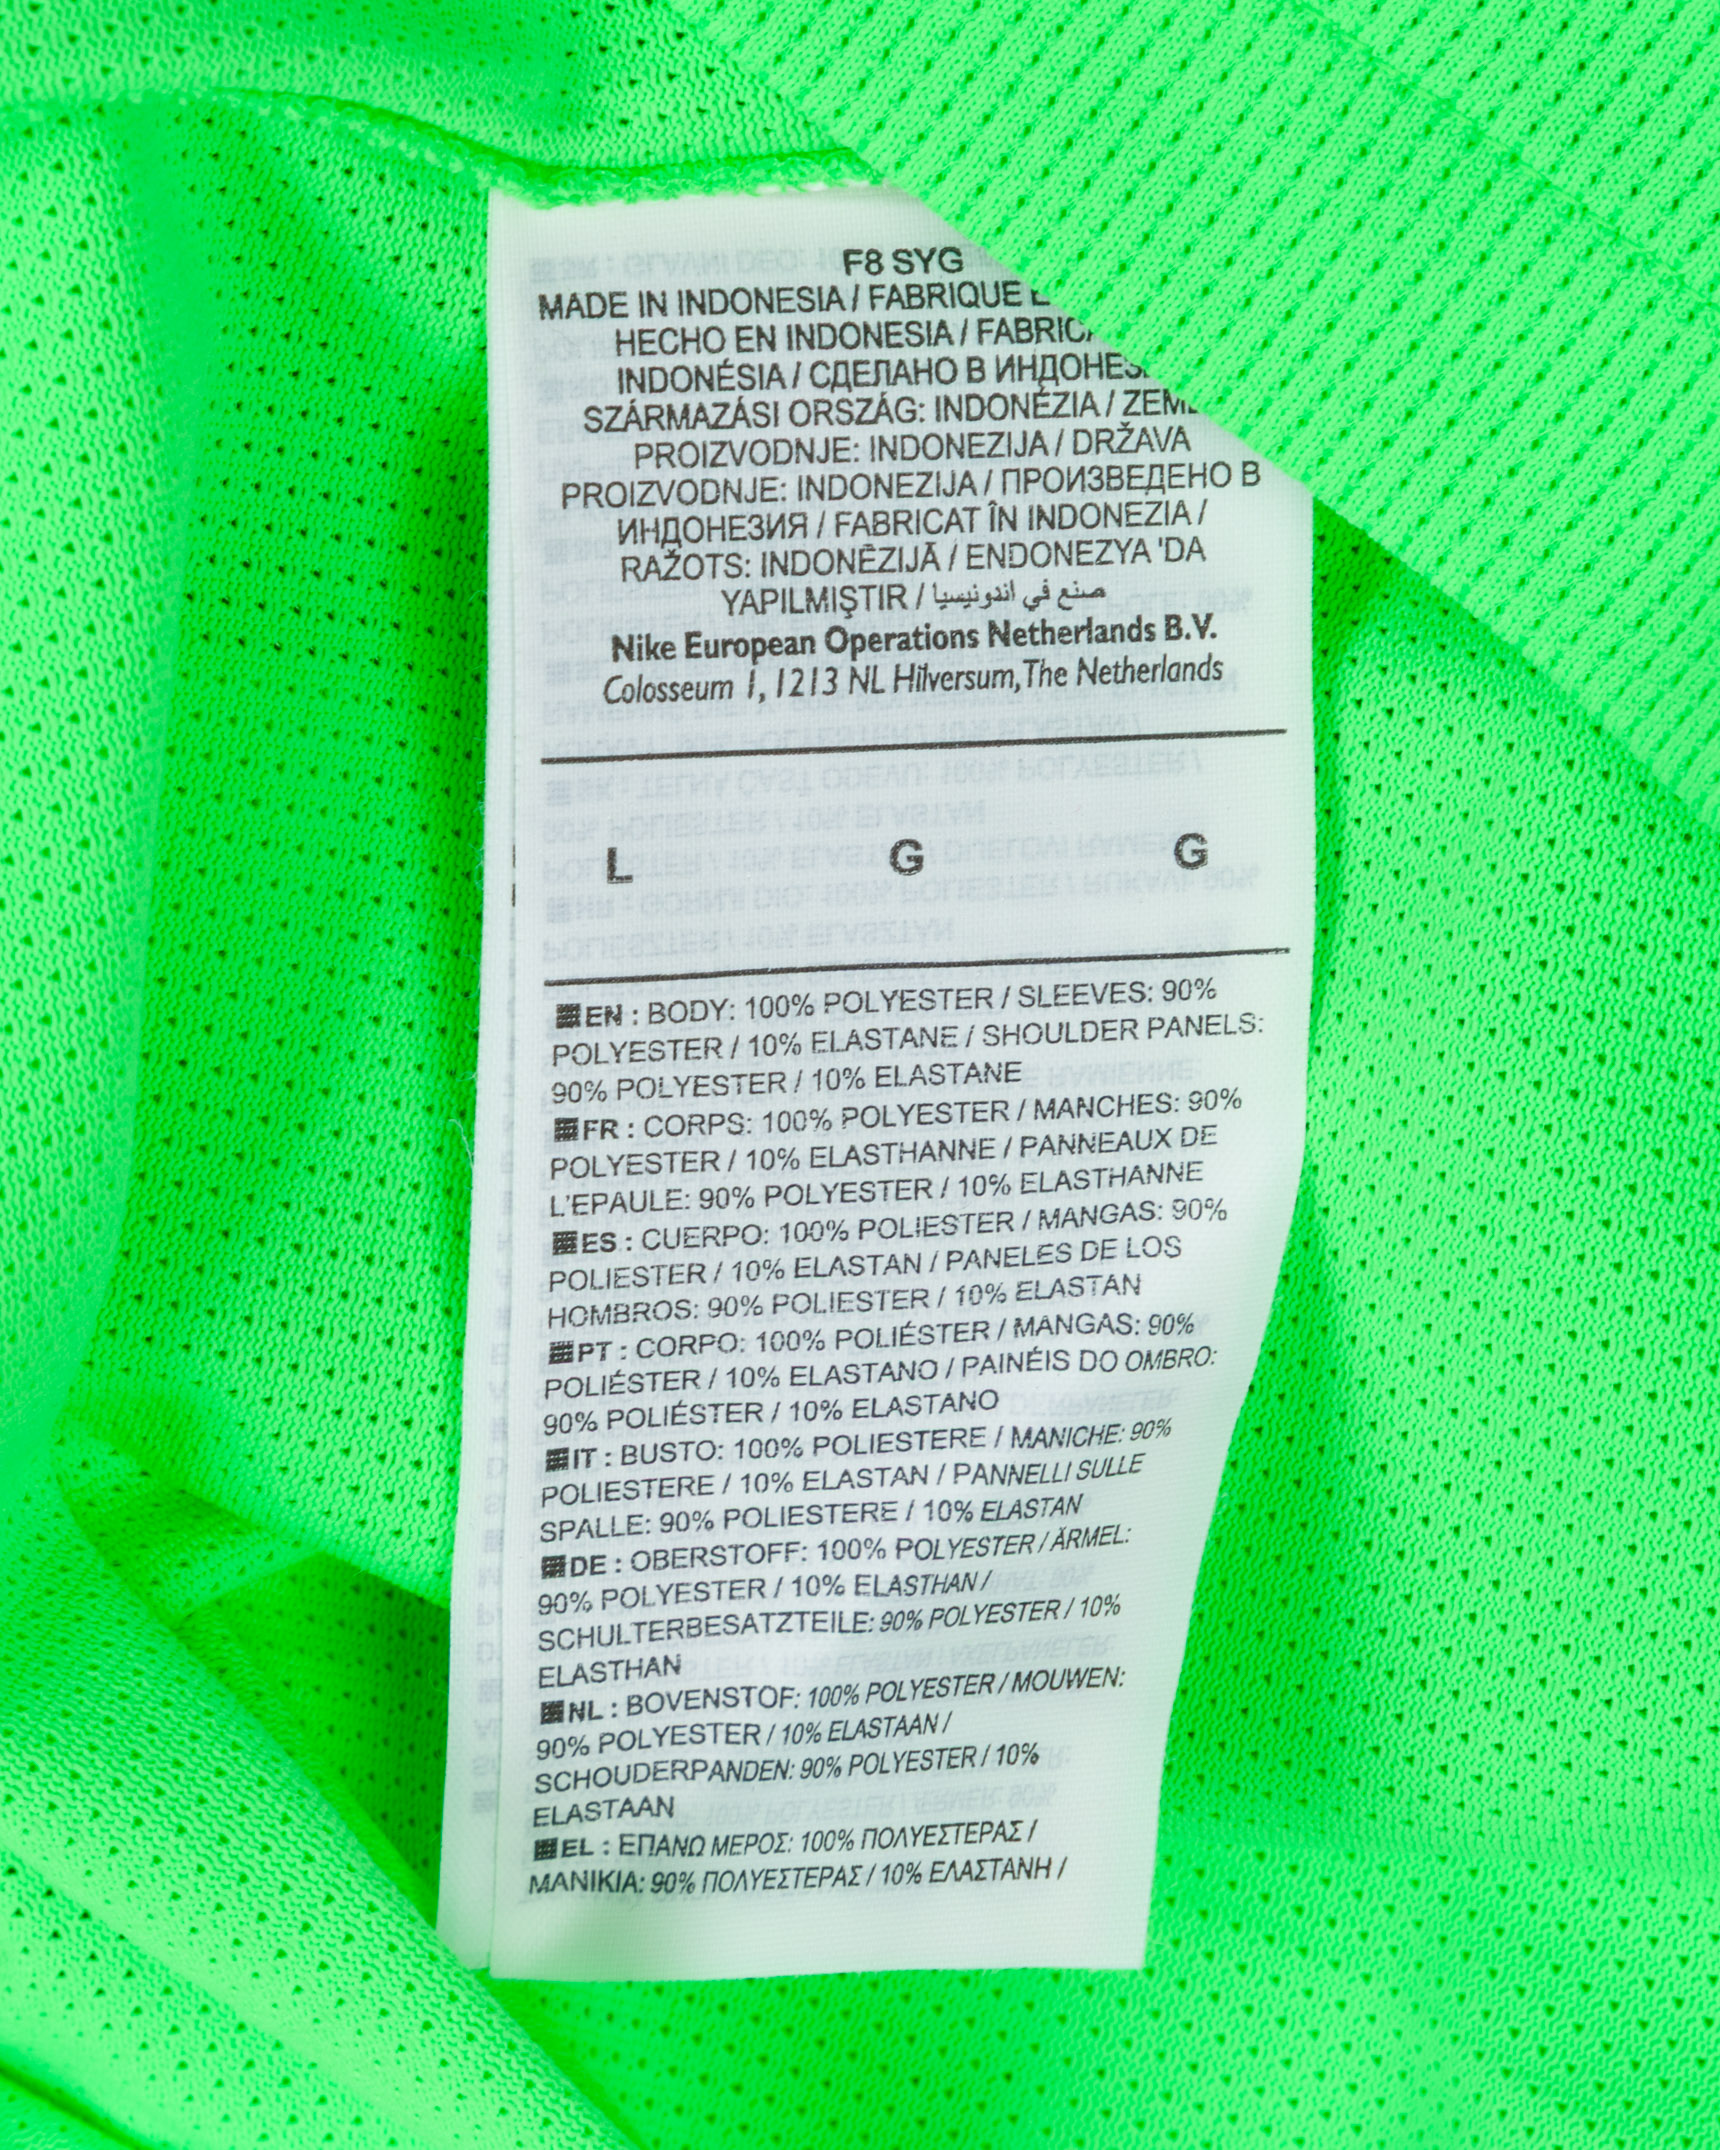 F8 SYG
MADE IN INDONESIA / FABRIQUE
HECHO EN INDONESIA /
INDONÉSIA / СДЕЛАНО В
SZÁRMAZÁSI ORSZÁG: INDONÉZIA /
PROIZVODNJE: INDONEZIJA / DRŽAVA
PROIZVODNJE: INDONEZIJA / ПРОИЗВЕДЕНО В
ИНДОНЕЗИЯ / FABRICAT ÎN INDONEZIA /
RAŽOTS: INDONĒZIJĀ / ENDONEZYA 'DA
YAPILMIŞTIR / صنع في اندونيسيا
Nike European Operations Netherlands B.V.
Colosseum 1, 1213 NL Hilversum, The Netherlands
L G G
EN : BODY: 100% POLYESTER / SLEEVES: 90%
POLYESTER / 10% ELASTANE / SHOULDER PANELS:
90% POLYESTER / 10% ELASTANE
FR : CORPS: 100% POLYESTER / MANCHES: 90%
POLYESTER / 10% ELASTHANNE / PANNEAUX DE
L'EPAULE: 90% POLYESTER / 10% ELASTHANNE
ES : CUERPO: 100% POLIESTER / MANGAS: 90%
POLIESTER / 10% ELASTAN / PANELES DE LOS
HOMBROS: 90% POLIESTER / 10% ELASTAN
PT : CORPO: 100% POLIÉSTER / MANGAS: 90%
POLIÉSTER / 10% ELASTANO / PAINÉIS DO OMBRO:
90% POLIÉSTER / 10% ELASTANO
IT : BUSTO: 100% POLIESTERE / MANICHE: 90%
POLIESTERE / 10% ELASTAN / PANNELLI SULLE
SPALLE: 90% POLIESTERE / 10% ELASTAN
DE : OBERSTOFF: 100% POLYESTER / ÄRMEL:
90% POLYESTER / 10% ELASTHAN /
SCHULTERBESATZTEILE: 90% POLYESTER / 10%
ELASTHAN
NL : BOVENSTOF: 100% POLYESTER / MOUWEN:
90% POLYESTER / 10% ELASTAAN /
SCHOUDERPANDEN: 90% POLYESTER / 10%
ELASTAAN
EL : ΕΠΑΝΩ ΜΕΡΟΣ: 100% ΠΟΛΥΕΣΤΕΡΑΣ /
ΜΑΝΙΚΙΑ: 90% ΠΟΛΥΕΣΤΕΡΑΣ / 10% ΕΛΑΣΤΑΝΗ /